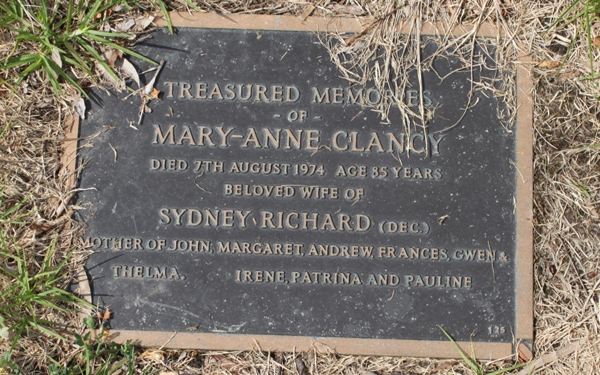 TREASURED MEMORIES
- OF -
MARY-ANNE CLANCY
DIED 7TH AUGUST 1974 AGE 85 YEARS
BELOVED WIFE OF
SYDNEY RICHARD (DEC.)
MOTHER OF JOHN, MARGARET, ANDREW, FRANCES, GWEN &
THELMA, IRENE, PATRINA AND PAULINE